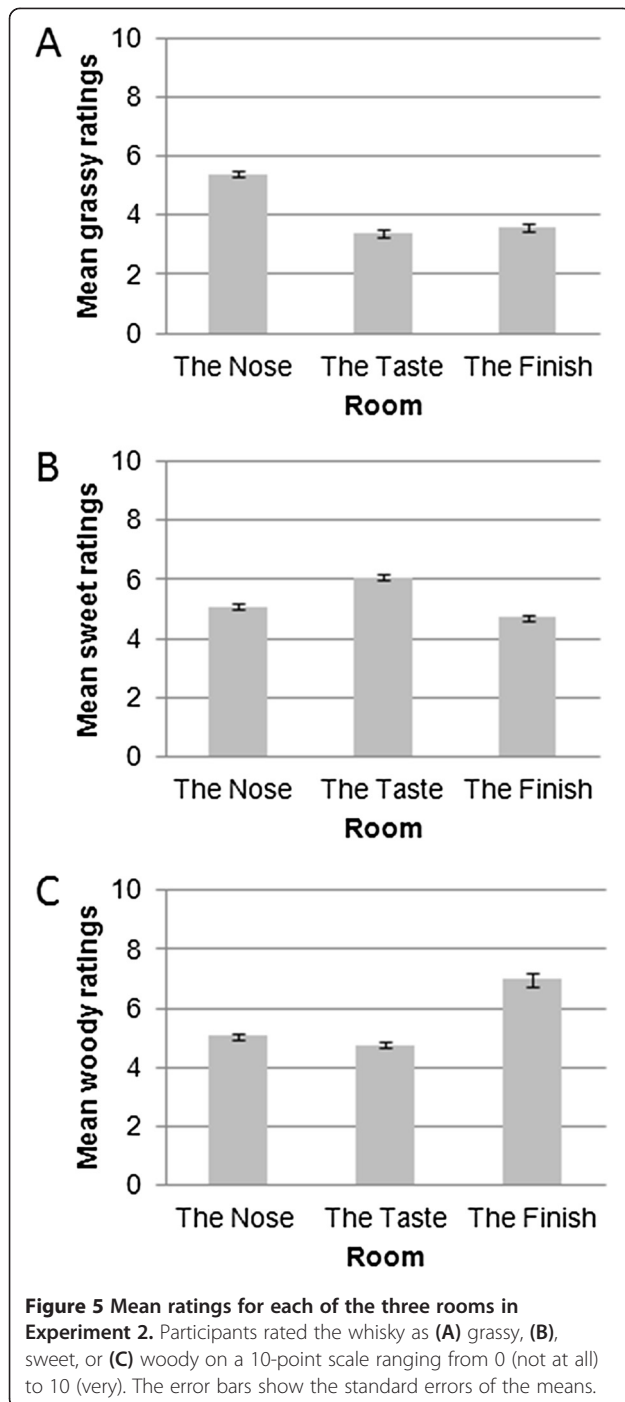 A
Mean grassy ratings
10
8
6
4
2
0
The Nose The Taste The Finish
Room
B
Mean sweet ratings
10
8
6
4
2
0
The Nose The Taste The Finish
Room
C
Mean woody ratings
10
8
6
4
2
0
The Nose The Taste The Finish
Room
Figure 5 Mean ratings for each of the three rooms in
Experiment 2. Participants rated the whisky as (A) grassy, (B),
sweet, or (C) woody on a 10-point scale ranging from 0 (not at all)
to 10 (very). The error bars show the standard errors of the means.